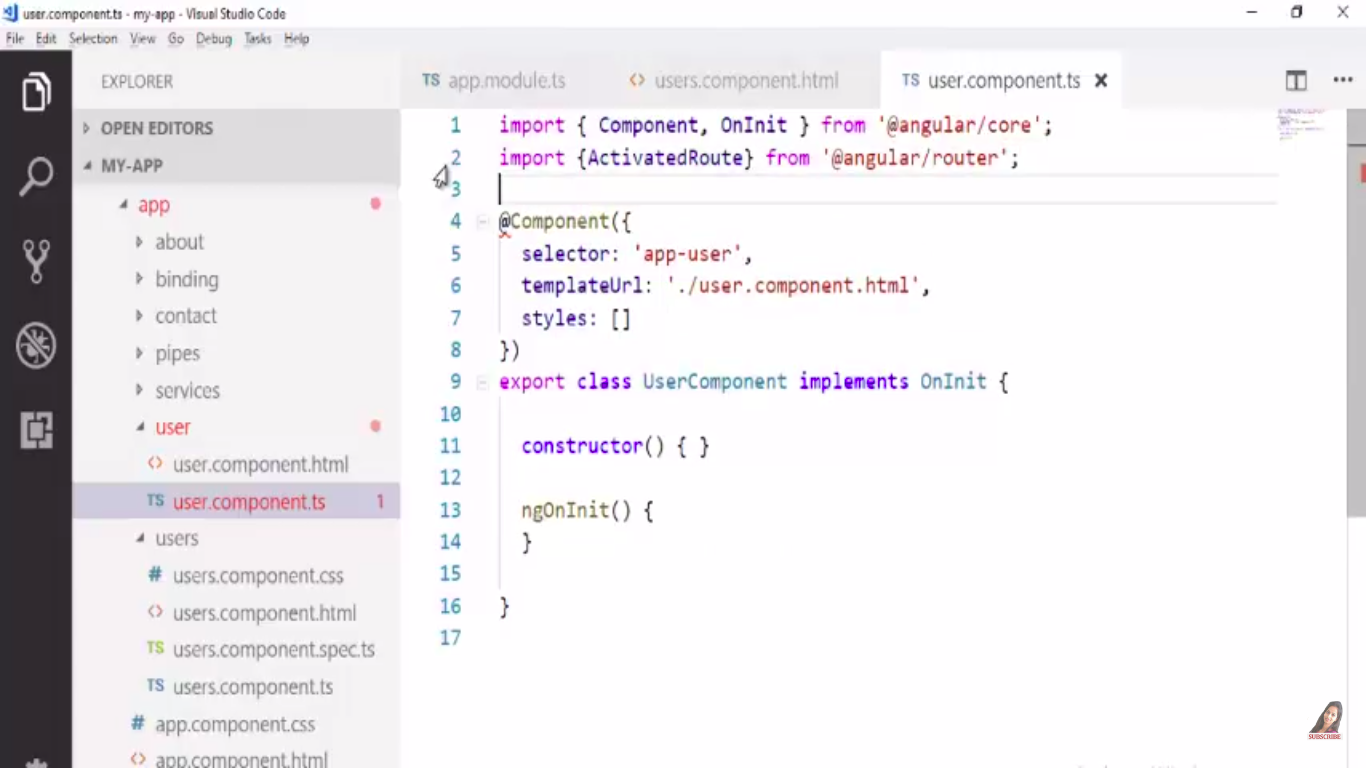 user.component.ts - my-app - Visual Studio Code
File Edit Selection View Go Debug Tasks Help
EXPLORER
OPEN EDITORS
MY-APP
app
about
binding
contact
pipes
services
user
user.component.html
TS user.component.ts 1
users
# users.component.css
users.component.html
TS users.component.spec.ts
TS users.component.ts
# app.component.css
app.component.html
TS app.module.ts
users.component.html
TS user.component.ts
1 import { Component, OnInit } from '@angular/core';
2 import {ActivatedRoute} from '@angular/router';
3
4 @Component({
5 selector: 'app-user',
6 templateUrl: './user.component.html',
7 styles: []
8 })
9 export class UserComponent implements OnInit {
10
11 constructor() { }
12
13 ngOnInit() {
14 }
15
16 }
17
SUBSCRIBE